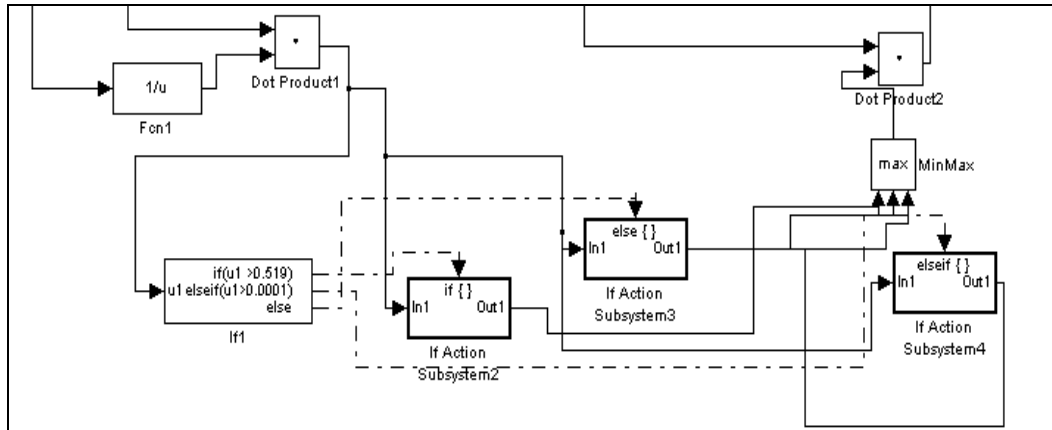 1/u
Fcn1
Dot Product1
Dot Product2
max
MinMax
else { }
In1 Out1
If Action
Subsystem3
elseif { }
In1 Out1
If Action
Subsystem4
if(u1 >0.519)
u1 elseif(u1>0.0001)
else
If1
if { }
In1 Out1
If Action
Subsystem2